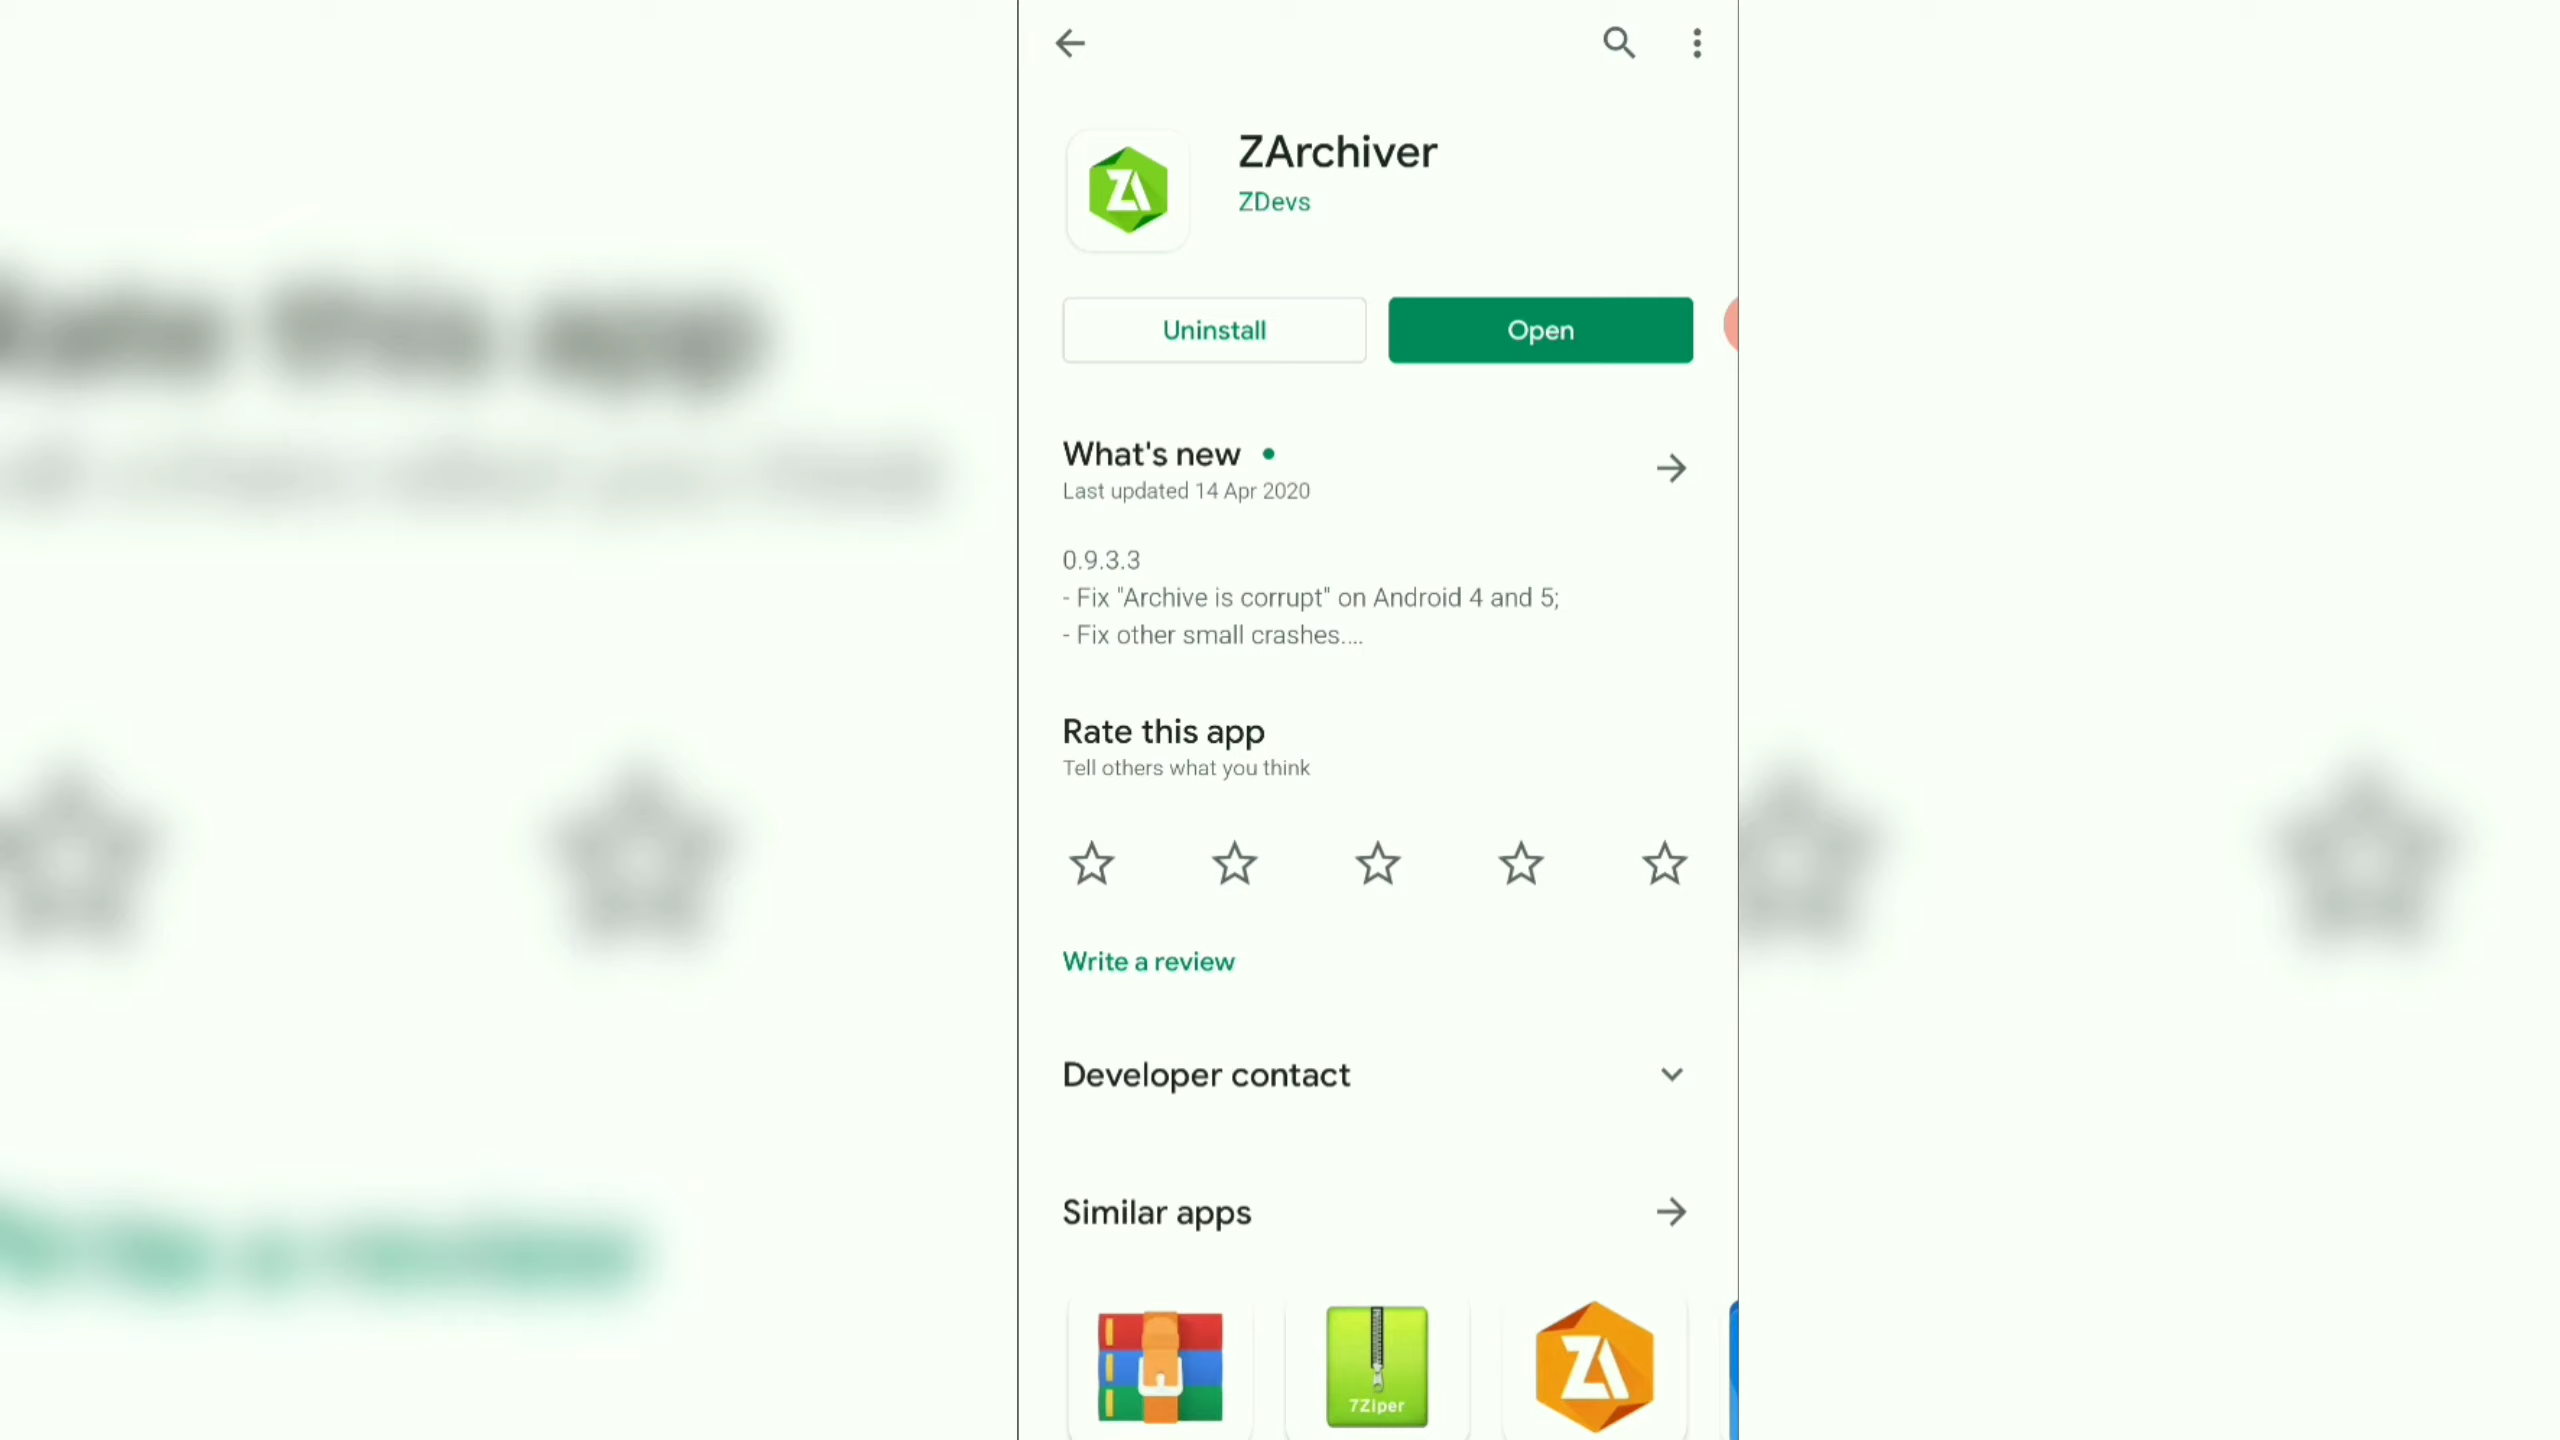 ZArchiver
ZDevs
Uninstall
Open
What's new
Last updated 14 Apr 2020
0.9.3.3
- Fix "Archive is corrupt" on Android 4 and 5;
- Fix other small crashes....
Rate this app
Tell others what you think
Write a review
Developer contact
Similar apps
7Ziper